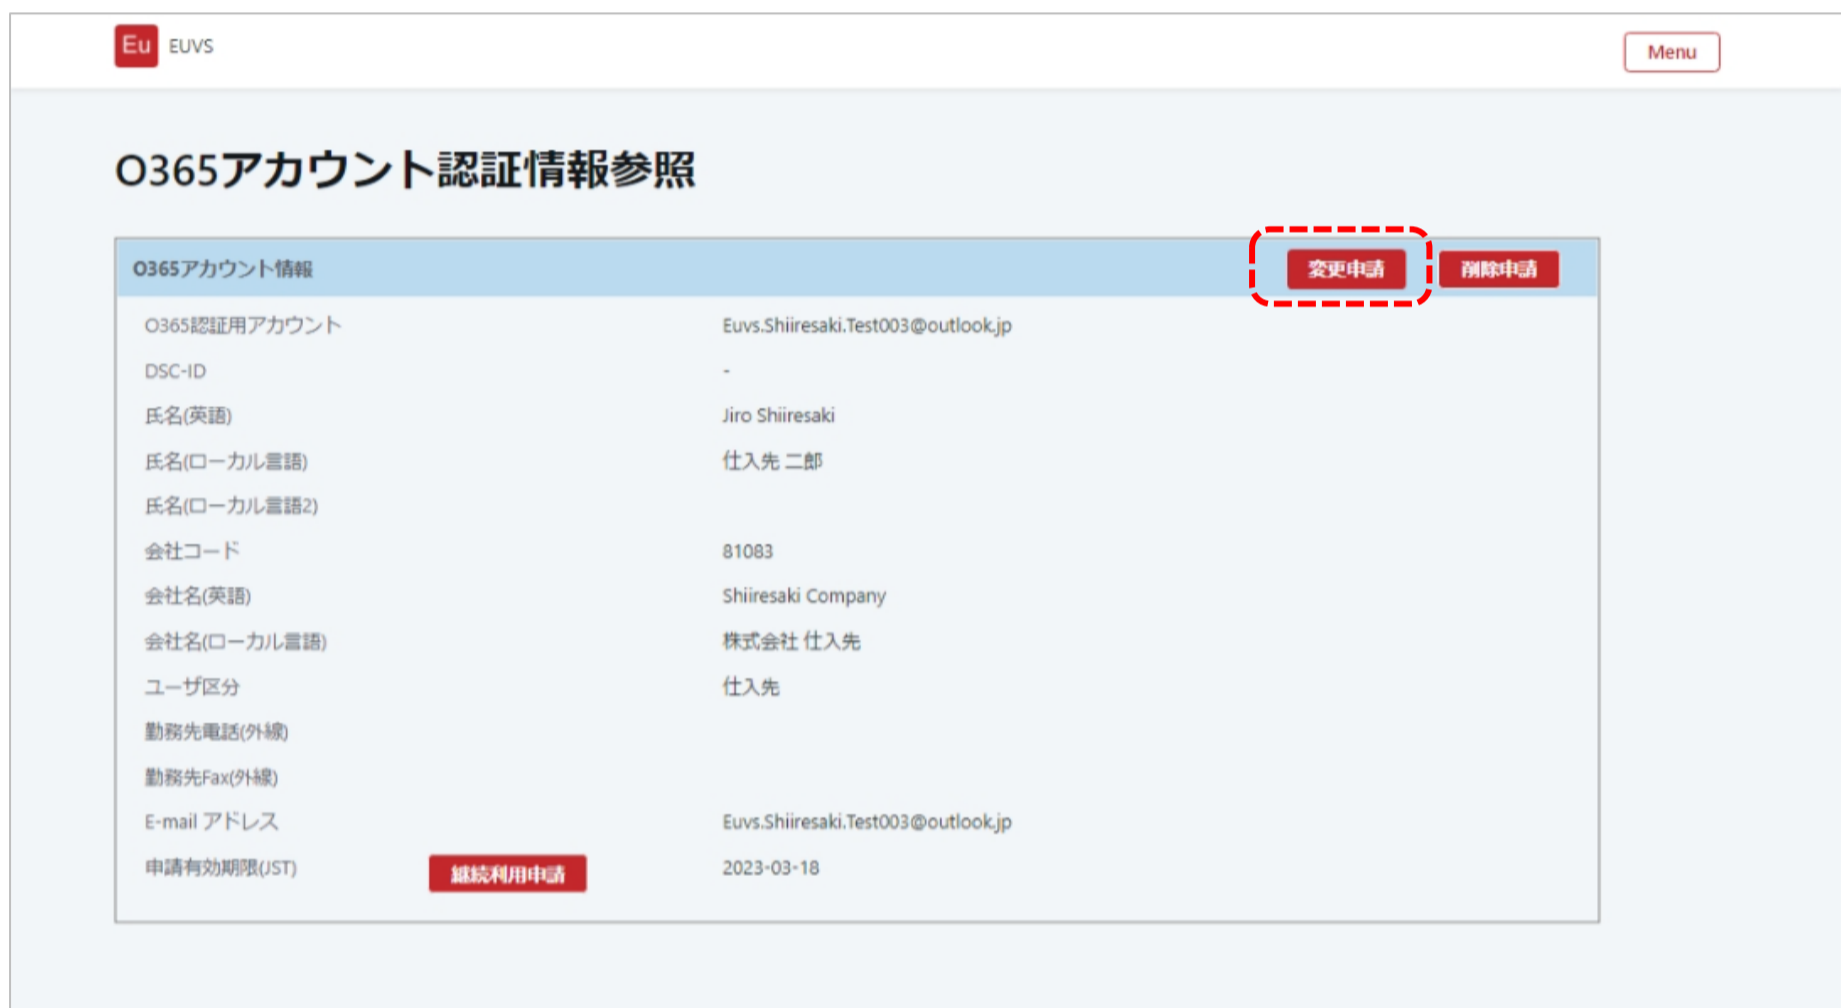 Eu EUVS
Menu
O365アカウント認証情報参照
O365アカウント情報 変更申請 削除申請
O365認証用アカウント Euvs.Shiiresaki.Test003@outlook.jp
DSC-ID -
氏名(英語) Jiro Shiiresaki
氏名(ローカル言語) 仕入先 二郎
氏名(ローカル言語2)
会社コード 81083
会社名(英語) Shiiresaki Company
会社名(ローカル言語) 株式会社 仕入先
ユーザ区分 仕入先
勤務先電話(外線)
勤務先Fax(外線)
E-mail アドレス Euvs.Shiiresaki.Test003@outlook.jp
申請有効期限(JST) 継続利用申請 2023-03-18